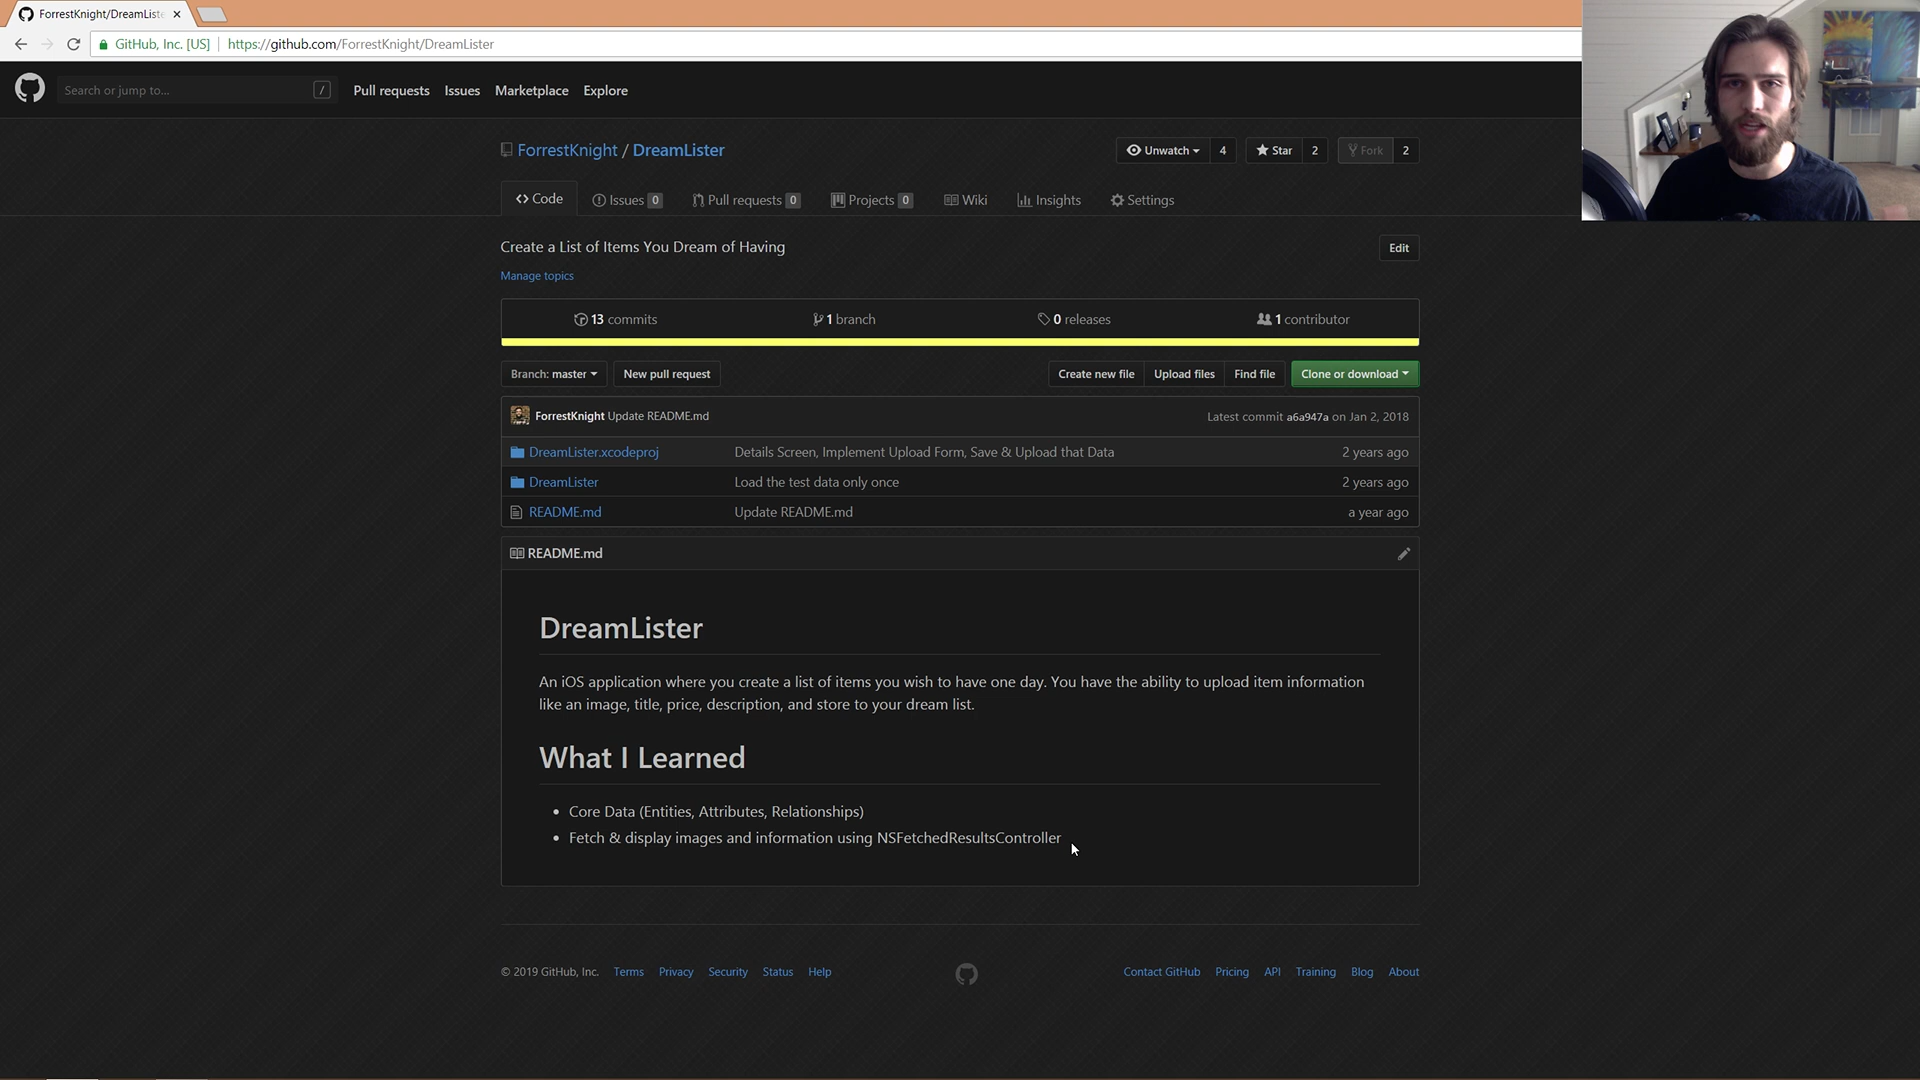 ForrestKnight/DreamListe
GitHub, Inc. [US] https://github.com/ForrestKnight/DreamLister
Search or jump to... / Pull requests Issues Marketplace Explore
ForrestKnight / DreamLister Unwatch 4 Star 2 Fork 2
Code Issues 0 Pull requests 0 Projects 0 Wiki Insights Settings
Create a List of Items You Dream of Having Edit
Manage topics
13 commits 1 branch 0 releases 1 contributor
Branch: master New pull request Create new file Upload files Find file Clone or download
ForrestKnight Update README.md Latest commit a6a947a on Jan 2, 2018
DreamLister.xcodeproj Details Screen, Implement Upload Form, Save & Upload that Data 2 years ago
DreamLister Load the test data only once 2 years ago
README.md Update README.md a year ago
README.md
DreamLister
An iOS application where you create a list of items you wish to have one day. You have the ability to upload item information
like an image, title, price, description, and store to your dream list.
What I Learned
• Core Data (Entities, Attributes, Relationships)
• Fetch & display images and information using NSFetchedResultsController
© 2019 GitHub, Inc. Terms Privacy Security Status Help Contact GitHub Pricing API Training Blog About